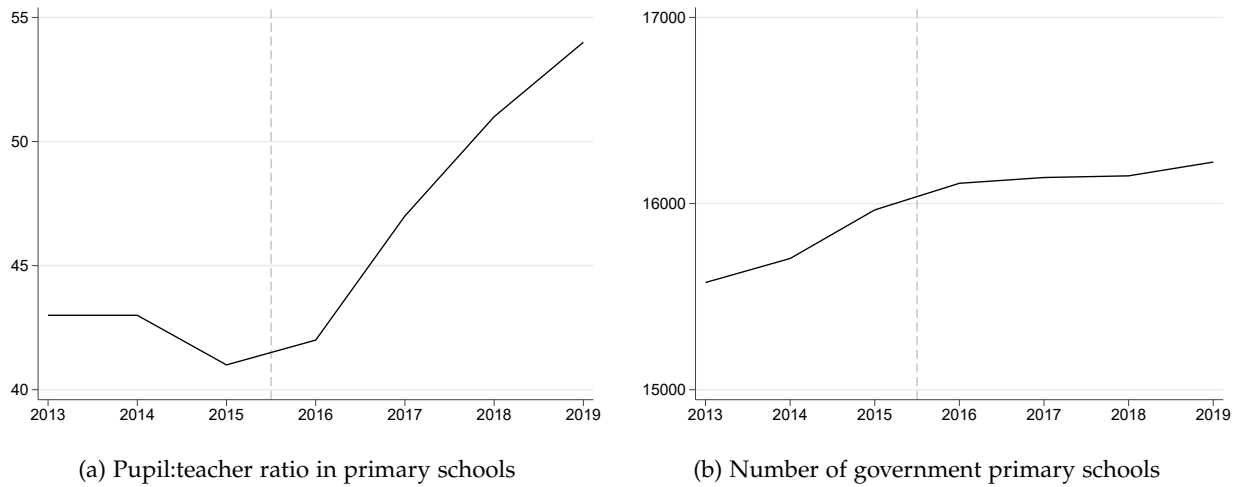 55
50
45
40
2013 2014 2015 2016 2017 2018 2019
(a) Pupil:teacher ratio in primary schools
17000
16000
15000
2013 2014 2015 2016 2017 2018 2019
(b) Number of government primary schools